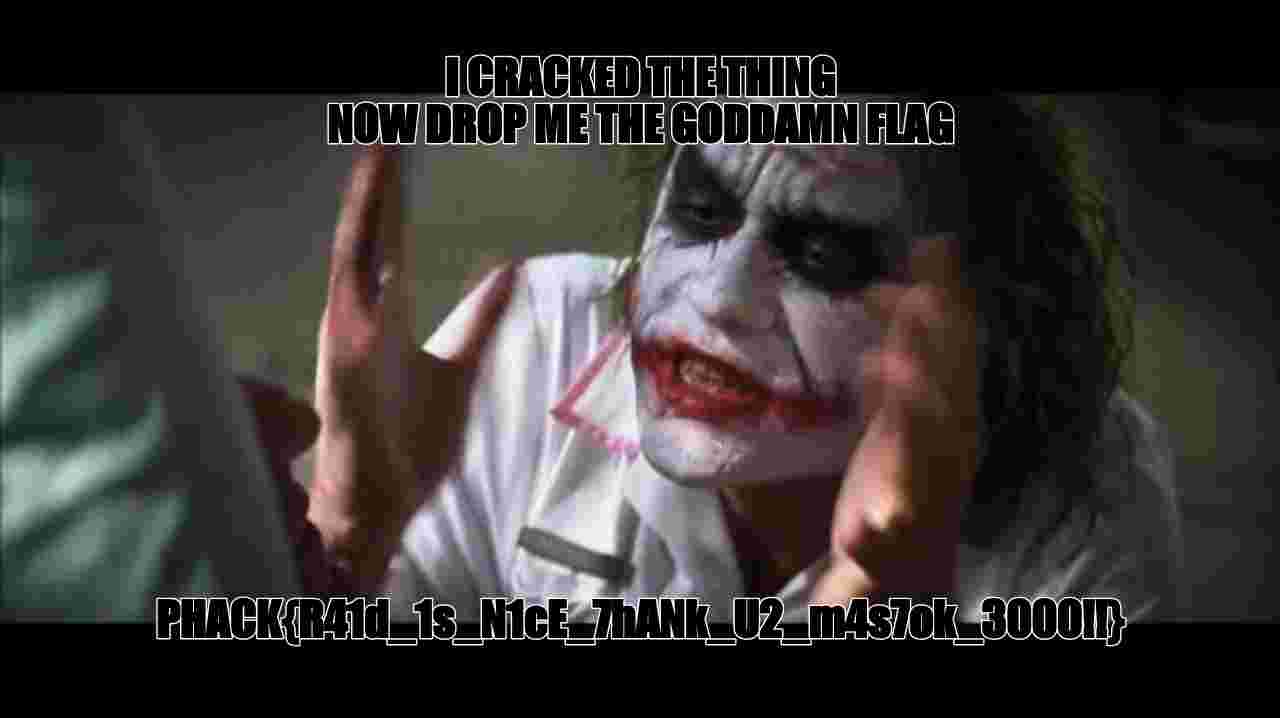 I CRACKED THE THING
NOW DROP ME THE GODDAMN FLAG
PHACK{R41d_1s_N1cE_7hANk_U2_m4s7ok_3000!!}